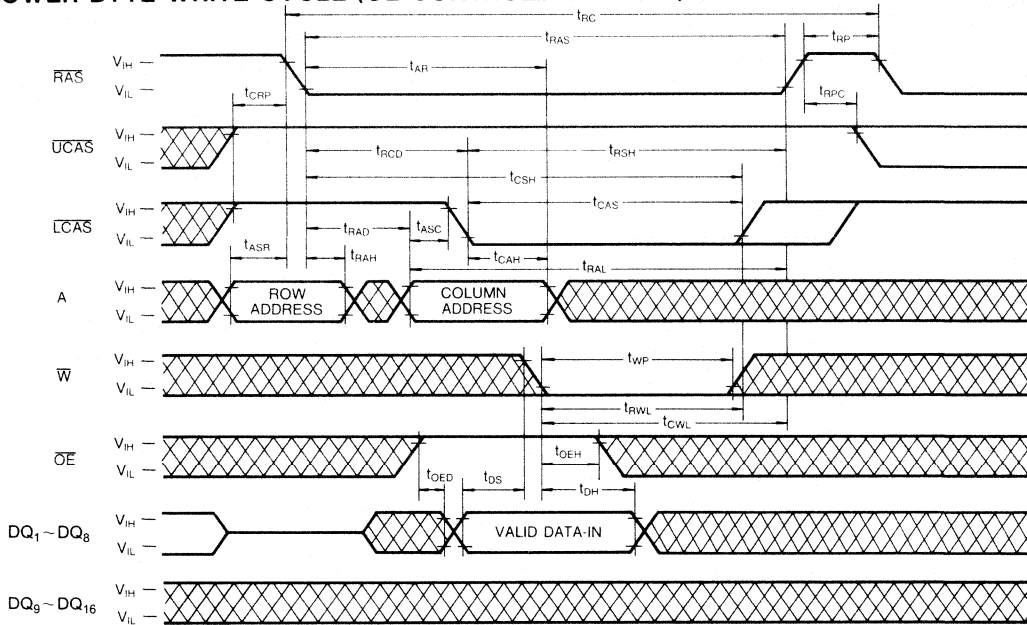 BYTE WRITE CYCLE (OE
tRC
tRAS
tRP
tAR
RAS
VIH
VIL
tCRP
tRPC
UCAS
VIH
VIL
tRCD
tRSH
tCSH
tCAS
LCAS
VIH
VIL
tRAD
tASC
tASR
tRAH
tCAH
tRAL
A
VIH
VIL
ROW
ADDRESS
COLUMN
ADDRESS
W
VIH
VIL
tWP
tRWL
tCWL
OE
VIH
VIL
tOEH
tOED
tDS
tDH
DQ1~DQ8
VIH
VIL
VALID DATA-IN
DQ9~DQ16
VIH
VIL